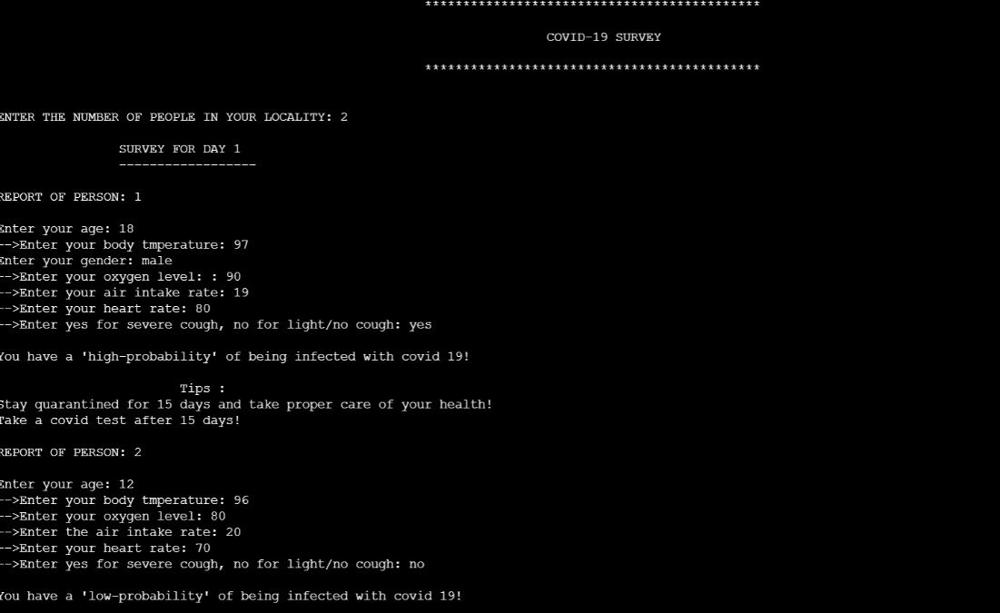 ********************************************
COVID-19 SURVEY
********************************************
ENTER THE NUMBER OF PEOPLE IN YOUR LOCALITY: 2
SURVEY FOR DAY 1
------------------
REPORT OF PERSON: 1
Enter your age: 18
-->Enter your body tmperature: 97
Enter your gender: male
-->Enter your oxygen level: : 90
-->Enter your air intake rate: 19
-->Enter your heart rate: 80
-->Enter yes for severe cough, no for light/no cough: yes
You have a 'high-probability' of being infected with covid 19!
Tips :
Stay quarantined for 15 days and take proper care of your health!
Take a covid test after 15 days!
REPORT OF PERSON: 2
Enter your age: 12
-->Enter your body tmperature: 96
-->Enter your oxygen level: 80
-->Enter the air intake rate: 20
-->Enter your heart rate: 70
-->Enter yes for severe cough, no for light/no cough: no
You have a 'low-probability' of being infected with covid 19!